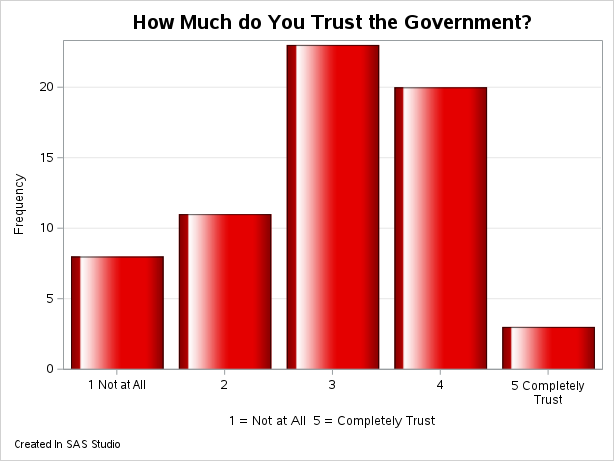 How Much do You Trust the Government?
Frequency
20
15
10
5
0
1 Not at All
2
3
4
5 Completely
Trust
1 = Not at All  5 = Completely Trust
Created In SAS Studio